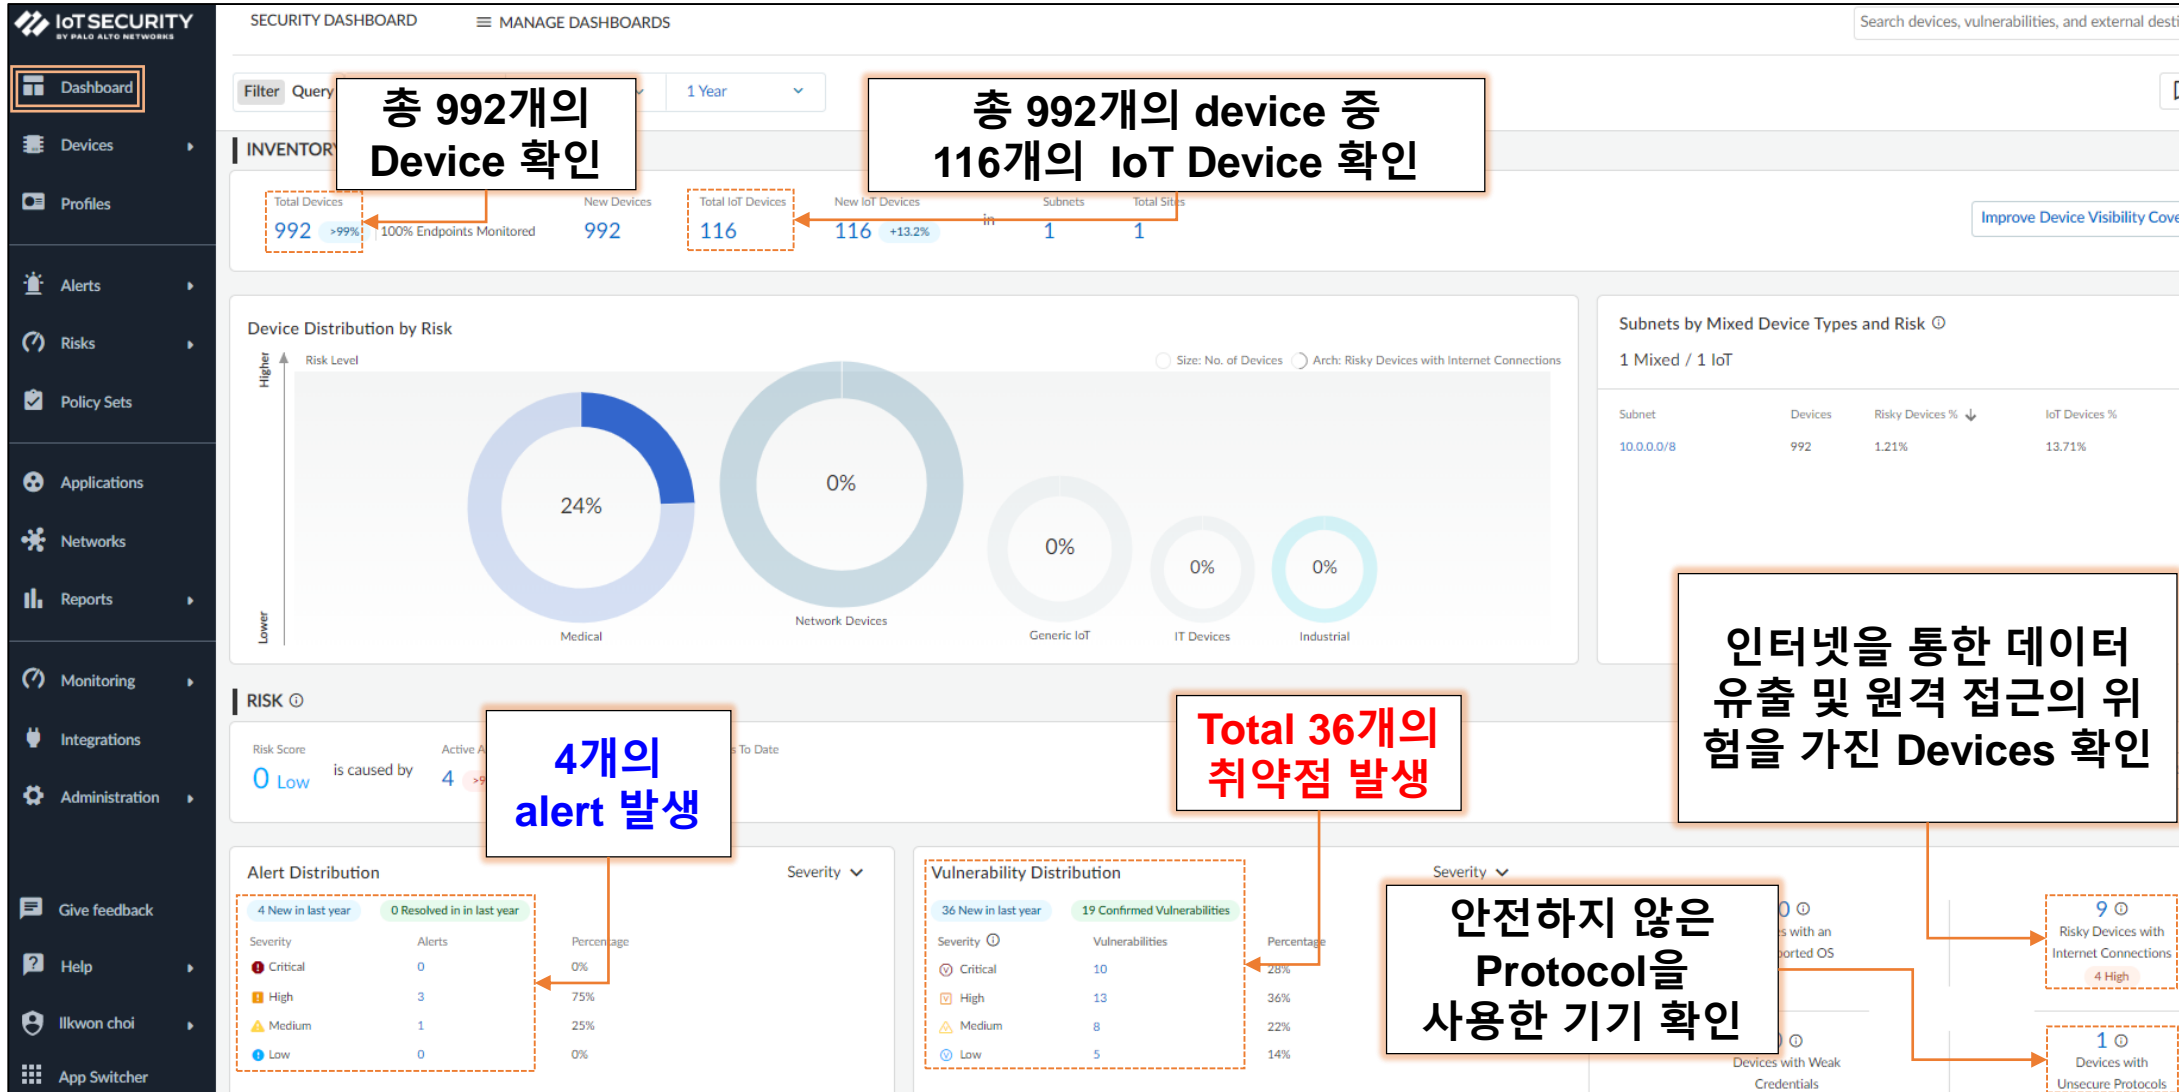 IoT SECURITY
BY PALO ALTO NETWORKS
SECURITY DASHBOARD
MANAGE DASHBOARDS
Search devices, vulnerabilities, and external
Dashboard
Devices
Profiles
Alerts
Risks
Policy Sets
Applications
Networks
Reports
Monitoring
Integrations
Administration
Give feedback
Help
Ilkwon choi
App Switcher
Filter Query
1 Year
총 992개의
Device 확인
총 992개의 device 중
116개의 IoT Device 확인
INVENTORY
Total Devices
992 >99%
100% Endpoints Monitored
New Devices
992
Total IoT Devices
116
New IoT Devices
116 +13.2%
in
Subnets
1
Total Sites
1
Improve Device Visibility
Device Distribution by Risk
Higher
Risk Level
Size: No. of Devices
Arch: Risky Devices with Internet Connections
24%
0%
0%
0%
0%
Lower
Medical
Network Devices
Generic IoT
IT Devices
Industrial
Subnets by Mixed Device Types and Risk
1 Mixed / 1 IoT
Subnet Devices Risky Devices % IoT Devices %
10.0.0.0/8 992 1.21% 13.71%
인터넷을 통한 데이터
유출 및 원격 접근의 위
험을 가진 Devices 확인
RISK
Risk Score
0 Low
is caused by
Active
4
To Date
4개의
alert 발생
Total 36개의
취약점 발생
Alert Distribution
Severity
4 New in last year
0 Resolved in in last year
Severity Alerts Percentage
Critical 0 0%
High 3 75%
Medium 1 25%
Low 0 0%
Vulnerability Distribution
Severity
36 New in last year
19 Confirmed Vulnerabilities
Severity Vulnerabilities Percentage
Critical 10 28%
High 13 36%
Medium 8 22%
Low 5 14%
안전하지 않은
Protocol을
사용한 기기 확인
with an
OS
9
Risky Devices with
Internet Connections
4 High
Devices with Weak
Credentials
1
Devices with
Unsecure Protocols